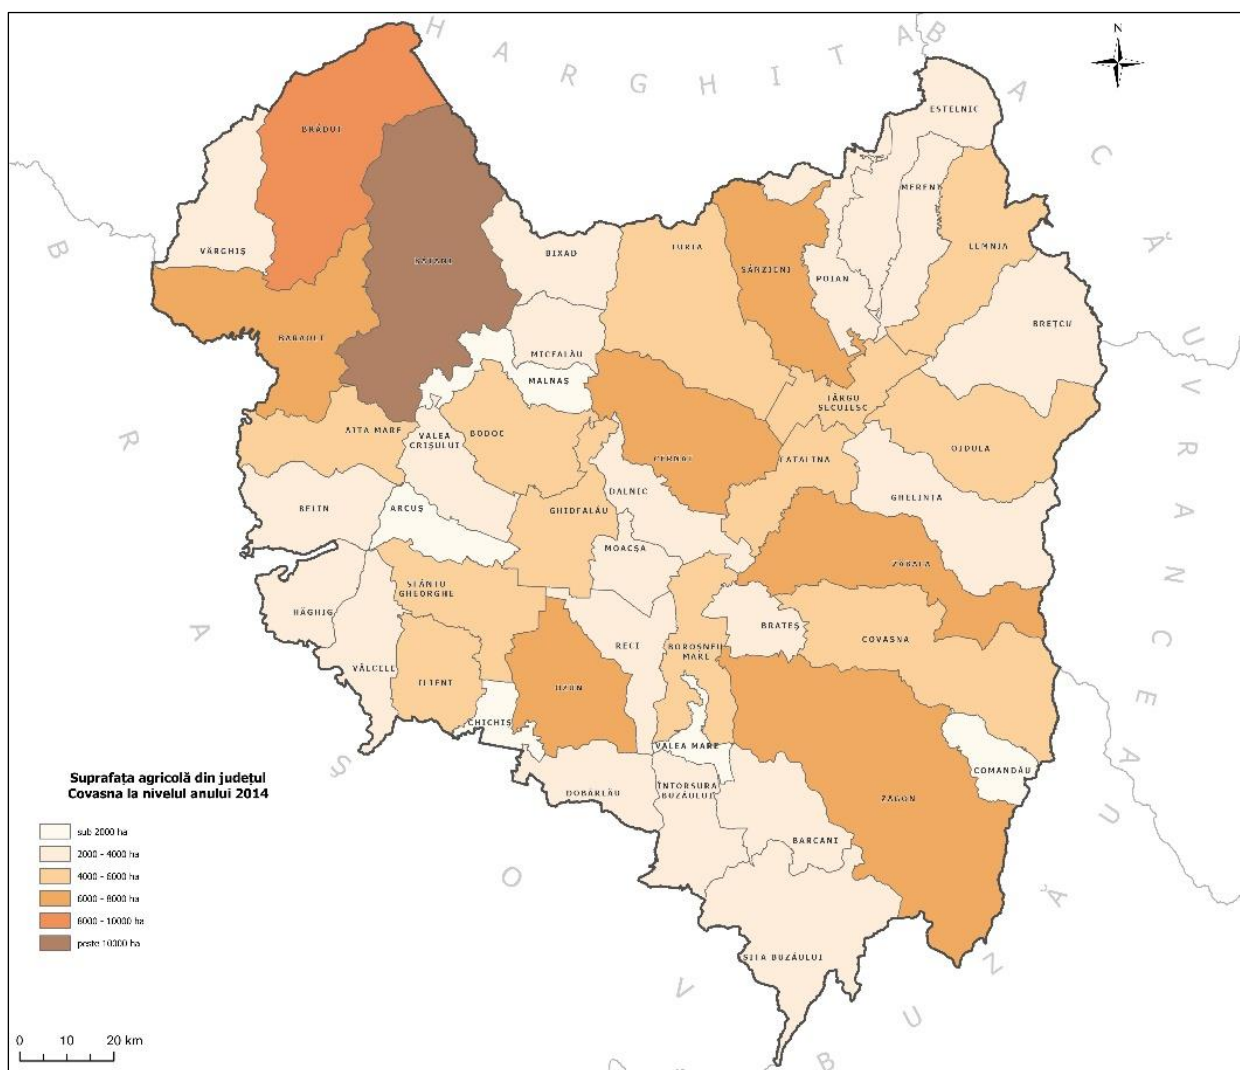 HARGHITA
BACĂU
N
ESTELNIC
BRĂDUT
MERENI
VÂRGHIȘ
BIXAD
TURIA
LEMNIA
BĂȚANI
SÂNZIENI
POIAN
BREȚCU
BARAOLT
MICFALĂU
MALNAȘ
TÂRGU
SECUIESC
AITA MARE
VALEA
CRIȘULUI
BODOC
CERNAT
CATALINA
OJDULA
BELIN
ARCUȘ
DALNIC
GHELINȚA
GHIDFALĂU
MOACȘA
ZĂBALA
SFÂNTU
GHEORGHE
HĂGHIG
BRATEȘ
COVASNA
RECI
BOROȘNEU
MARE
VÂLCELE
ILIENI
OZUN
CHICHIȘ
VALEA MARE
COMANDĂU
DOBÂRLĂU
ÎNTORSURA
BUZĂULUI
ZAGON
BARCANI
SITA BUZĂULUI
VRANCEA
BRAȘOV
BUZĂU
Suprafața agricolă din județul
Covasna la nivelul anului 2014
sub 2000 ha
2000 - 4000 ha
4000 - 6000 ha
6000 - 8000 ha
8000 - 10000 ha
peste 10000 ha
0 10 20 km